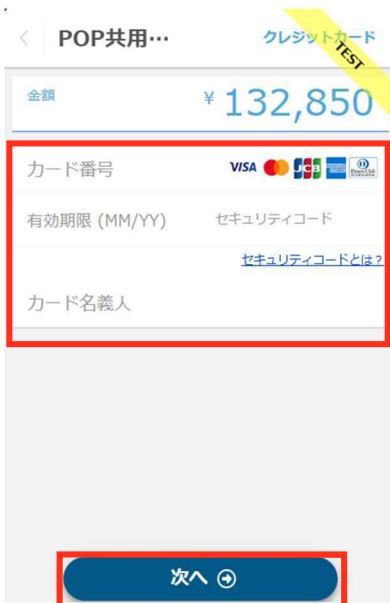 POP共用…
クレジットカード
TEST
金額
¥ 132,850
カード番号
VISA
JCB
有効期限 (MM/YY)
セキュリティコード
セキュリティコードとは?
カード名義人
次へ